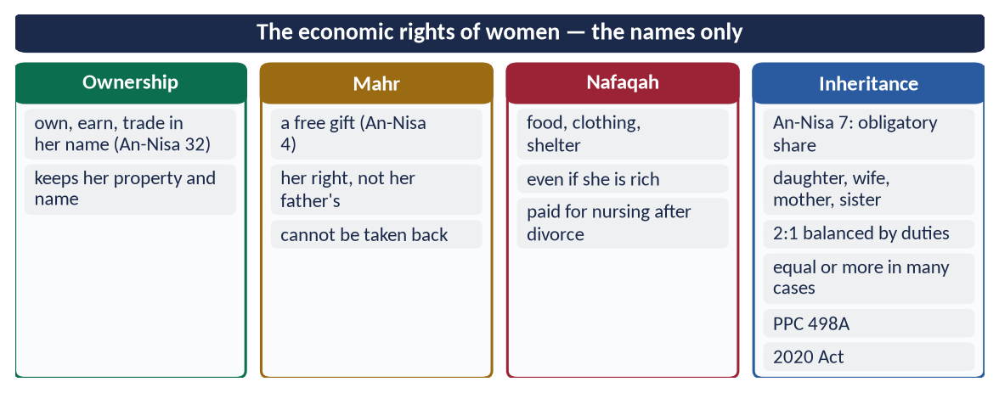 The economic rights of women — the names only
Ownership
own, earn, trade in
her name (An-Nisa 32)
keeps her property and
name
Mahr
a free gift (An-Nisa
4)
her right, not her
father's
cannot be taken back
Nafaqah
food, clothing,
shelter
even if she is rich
paid for nursing after
divorce
Inheritance
An-Nisa 7: obligatory
share
daughter, wife,
mother, sister
2:1 balanced by duties
equal or more in many
cases
PPC 498A
2020 Act